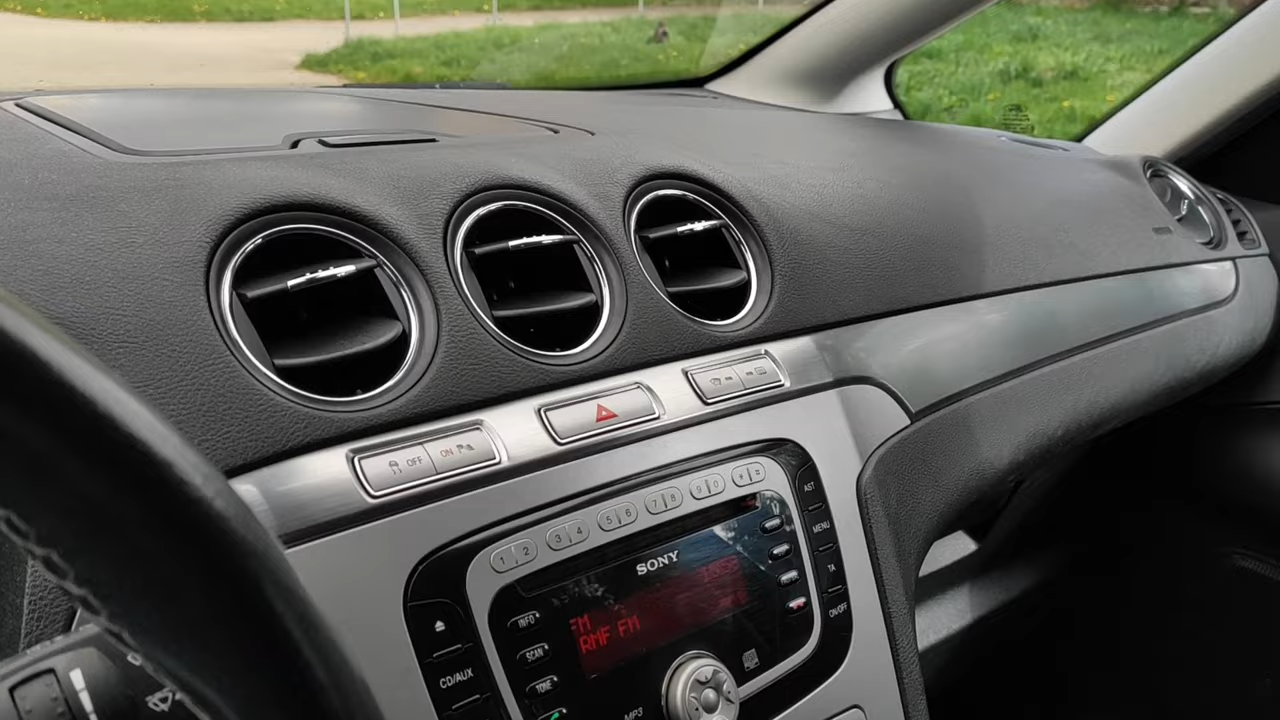 OFF
ON
1 2
3 4
5 6
7 8
9 0
* #
SONY
AST
MENU
TA
ON/OFF
INFO
SCAN
TONE
CD/AUX
FM
RMF FM
MP3